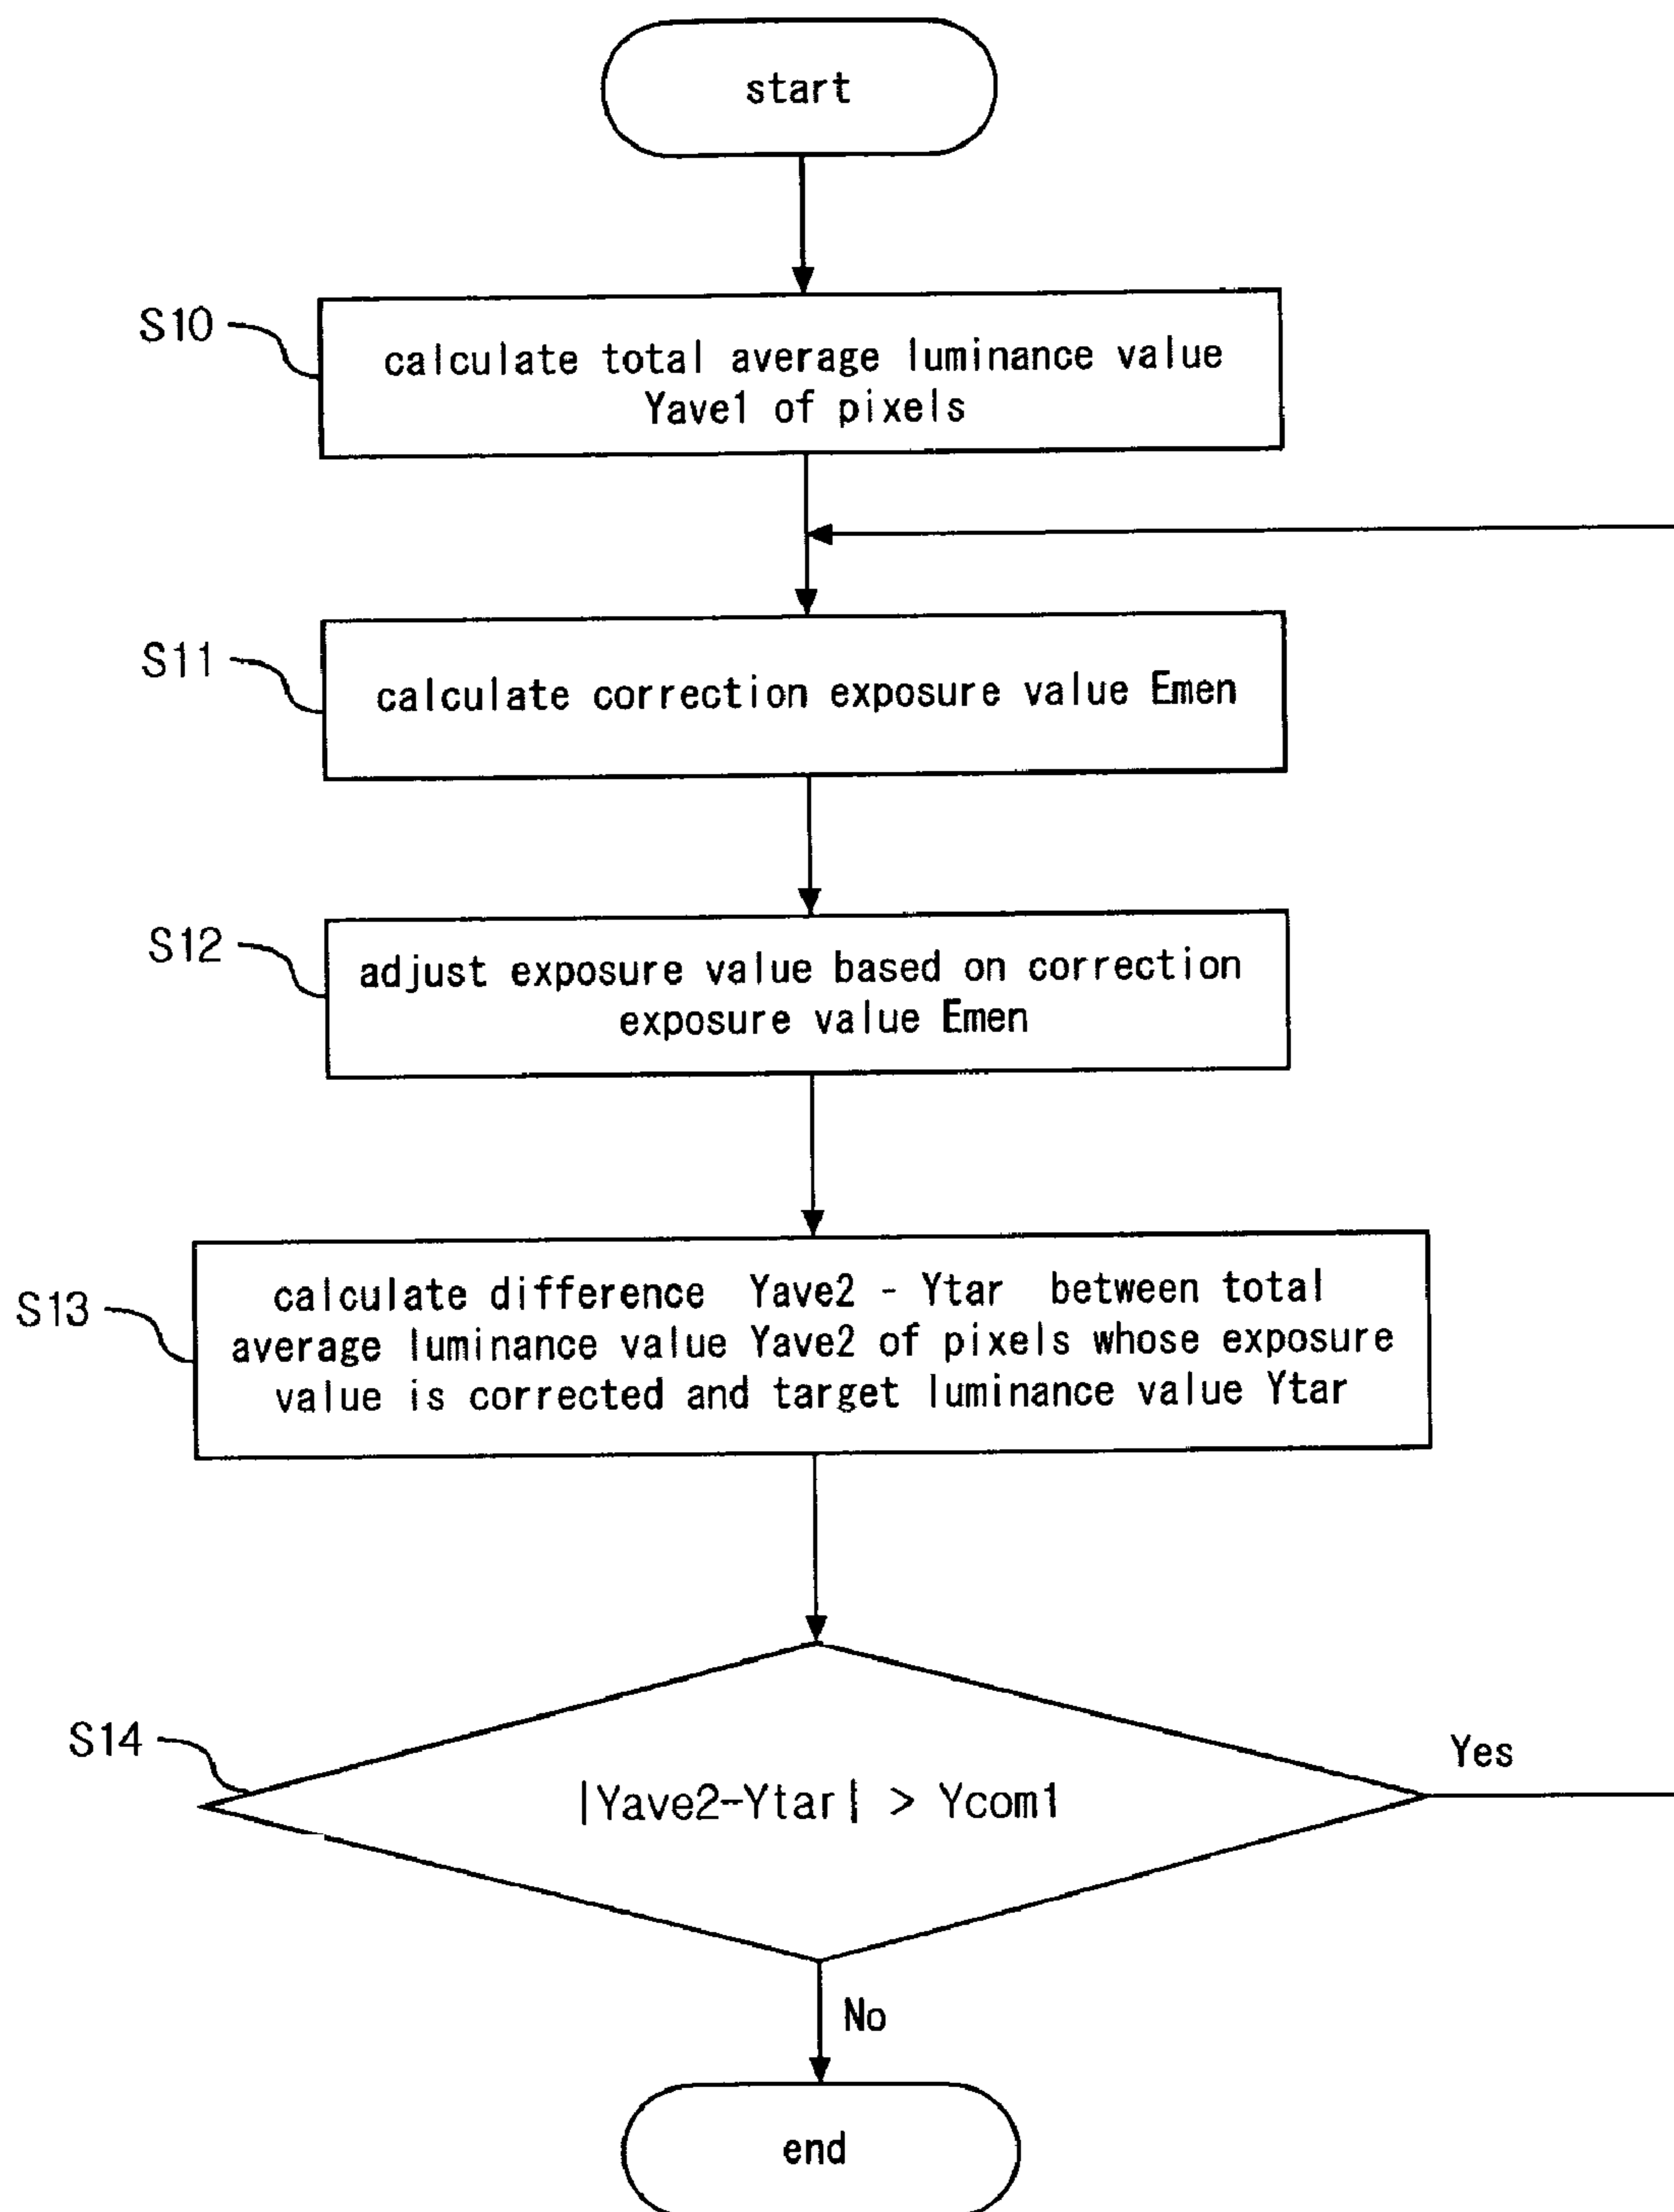 start
S10
calculate total average luminance value
Yave1 of pixels
S11
calculate correction exposure value Emen
S12
adjust exposure value based on correction
exposure value Emen
S13
calculate difference Yave2 - Ytar between total
average luminance value Yave2 of pixels whose exposure
value is corrected and target luminance value Ytar
S14
|Yave2-Ytar| > Ycom1
Yes
No
end